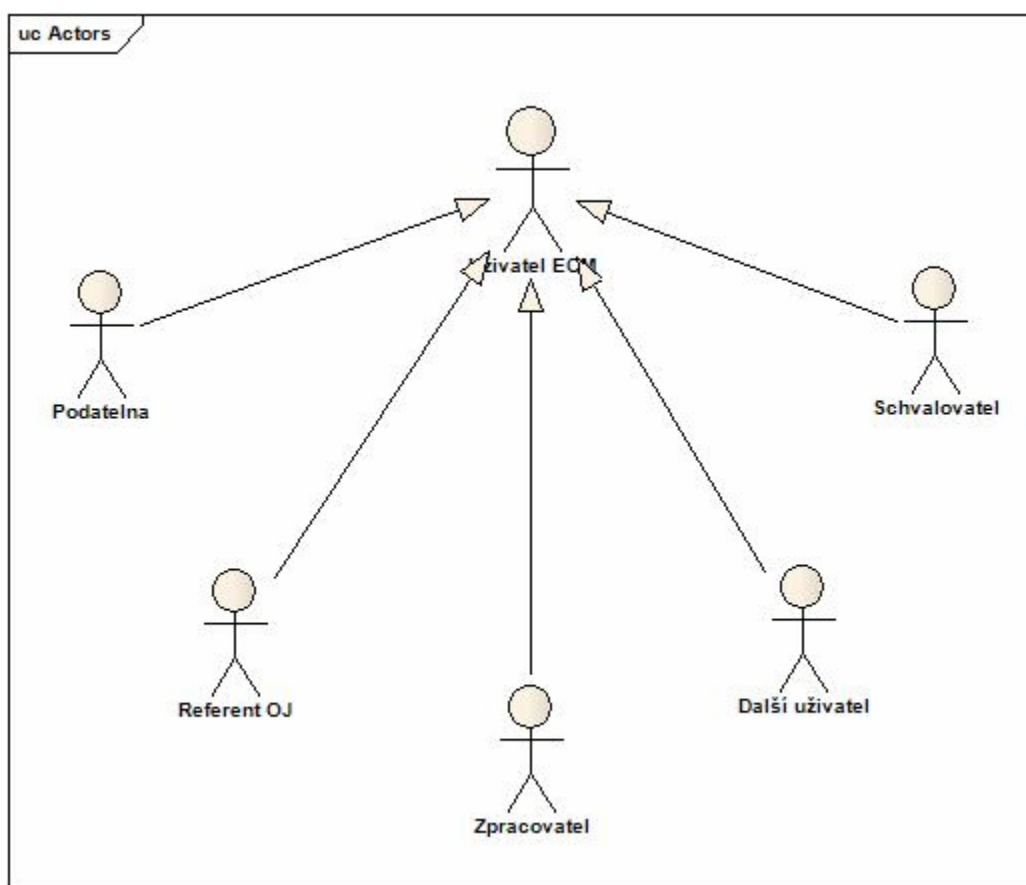 uc Actors
Uživatel ECM
Podatelna
Schvalovatel
Referent OJ
Další uživatel
Zpracovatel